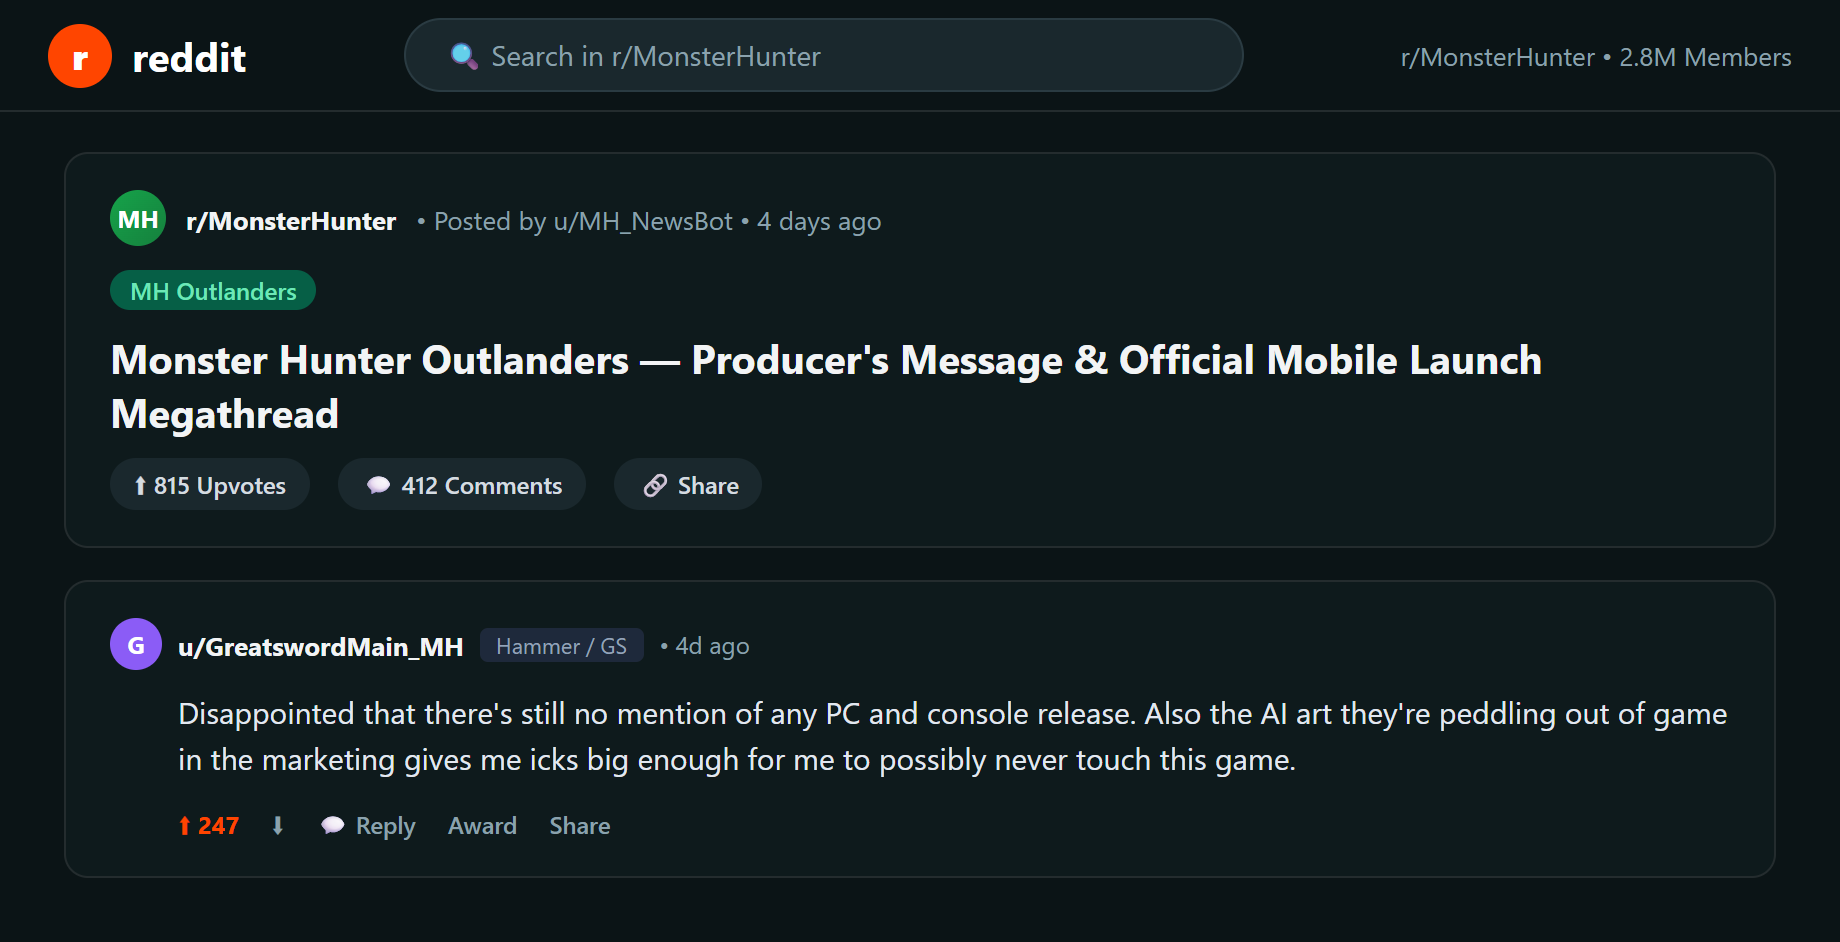 r reddit
Search in r/MonsterHunter
r/MonsterHunter • 2.8M Members
MH r/MonsterHunter • Posted by u/MH_NewsBot • 4 days ago
MH Outlanders
Monster Hunter Outlanders — Producer's Message & Official Mobile Launch
Megathread
⬆ 815 Upvotes
412 Comments
Share
G u/GreatswordMain_MH Hammer / GS • 4d ago
Disappointed that there's still no mention of any PC and console release. Also the AI art they're peddling out of game
in the marketing gives me icks big enough for me to possibly never touch this game.
⬆ 247 ⬇ Reply Award Share